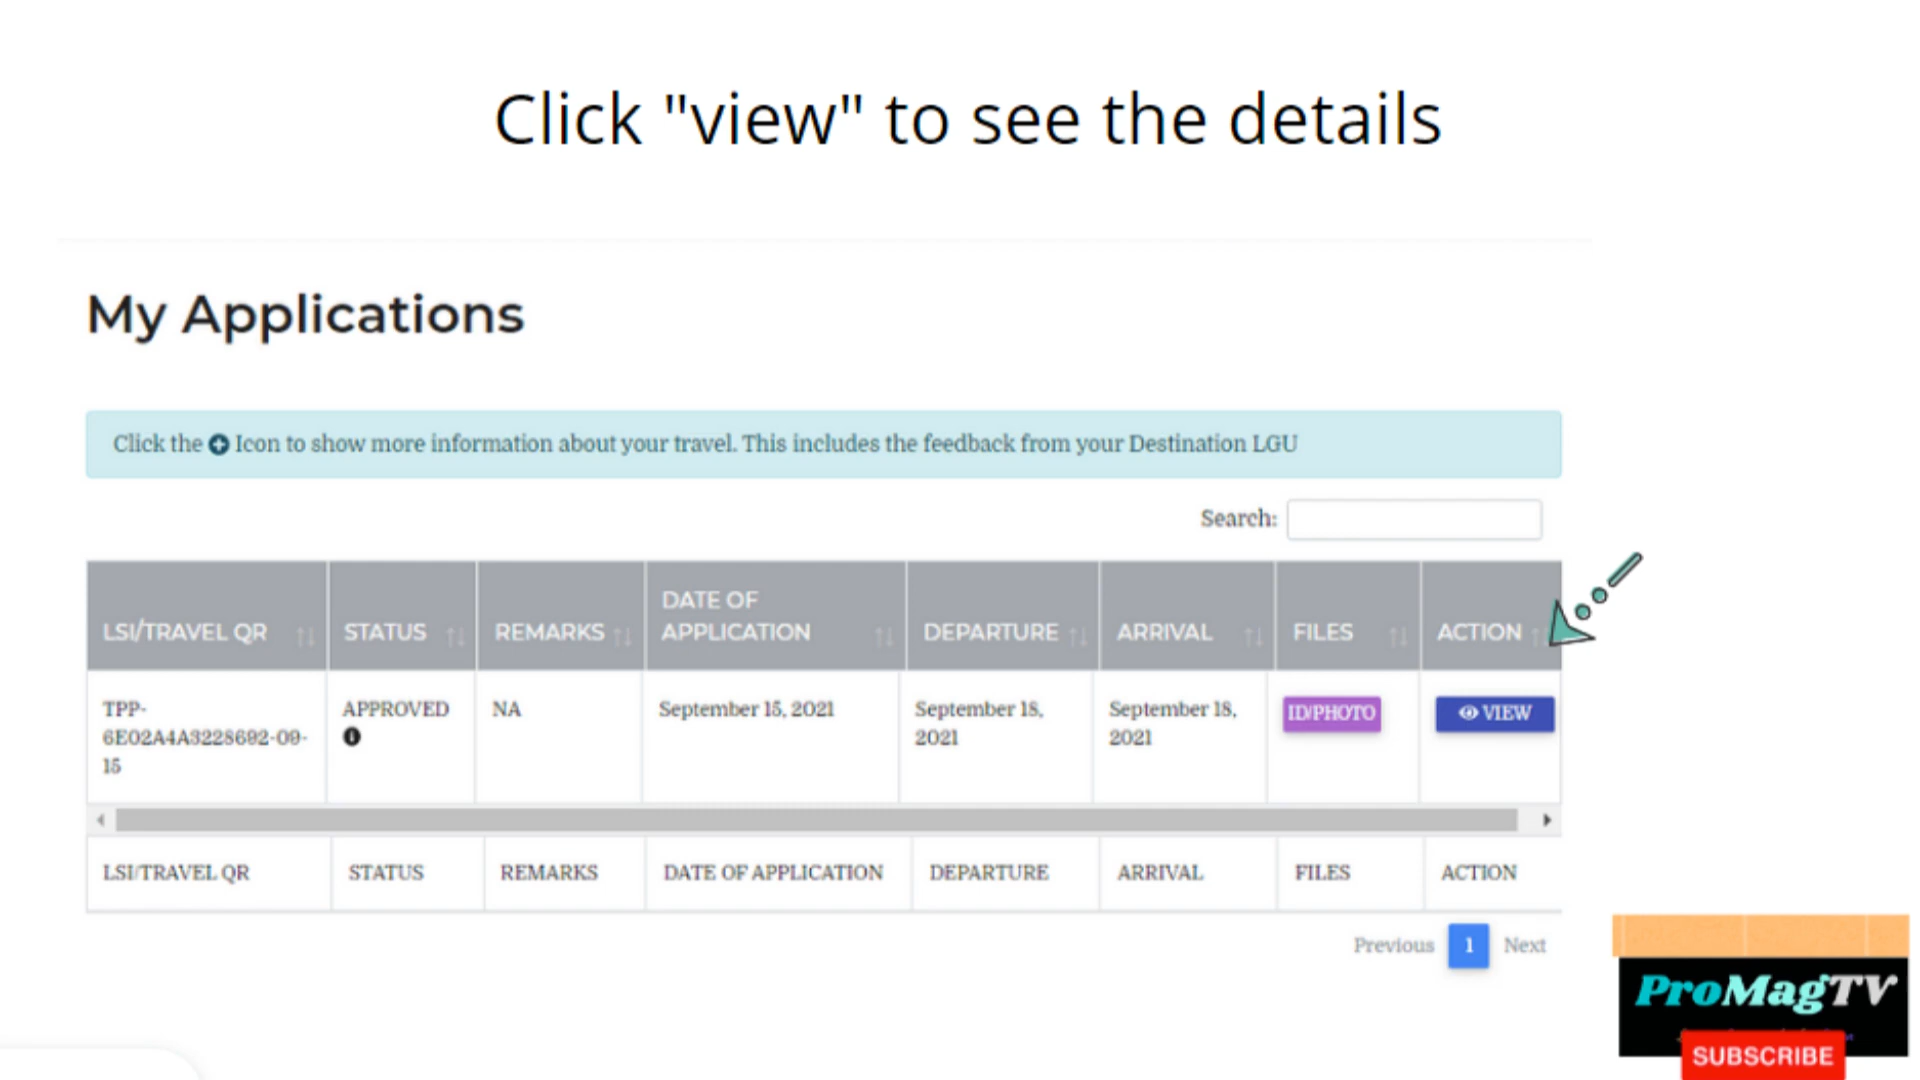 Click "view" to see the details
My Applications
Click the Icon to show more information about your travel. This includes the feedback from your Destination LGU
Search:
LSI/TRAVEL QR STATUS REMARKS DATE OF APPLICATION DEPARTURE ARRIVAL FILES ACTION
TPP-
6E02A4A3228692-09-
15
APPROVED
NA
September 15, 2021
September 18,
2021
September 18,
2021
ID/PHOTO
VIEW
LSI/TRAVEL QR STATUS REMARKS DATE OF APPLICATION DEPARTURE ARRIVAL FILES ACTION
Previous 1 Next
ProMagTV
SUBSCRIBE